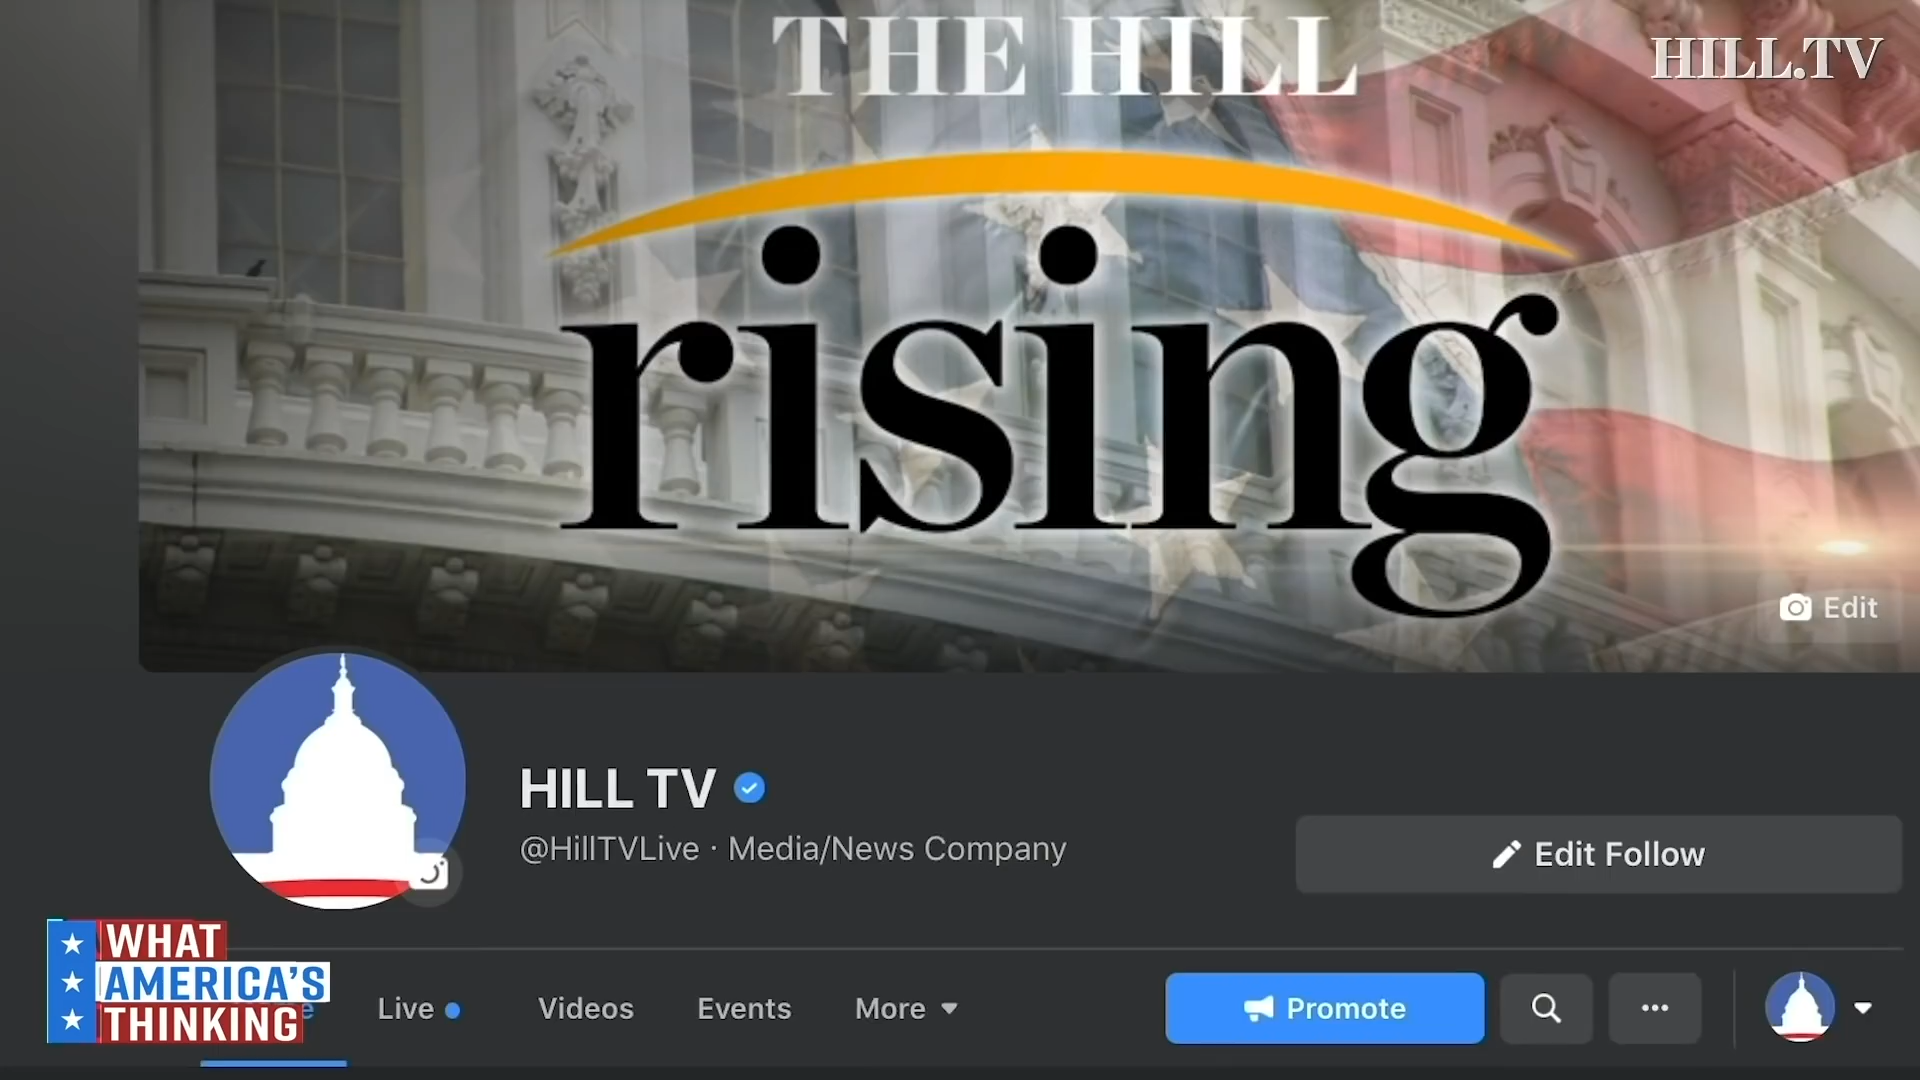 THE HILL
HILL.TV
rising
Edit
HILL TV
@HillTVLive · Media/News Company
Edit Follow
WHAT
AMERICA'S
THINKING
Live
Videos
Events
More
Promote